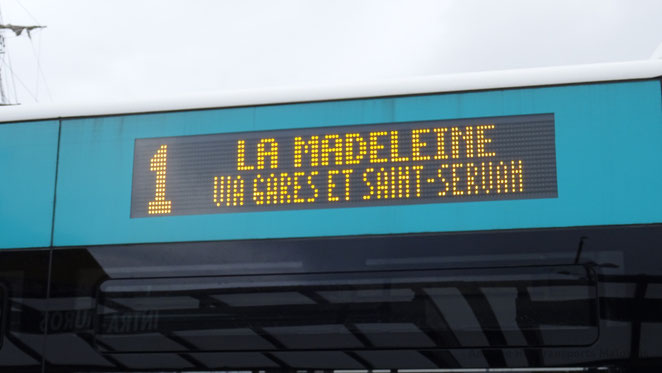 1
LA MADELEINE
VIA GARES ET SAINT-SERVAN